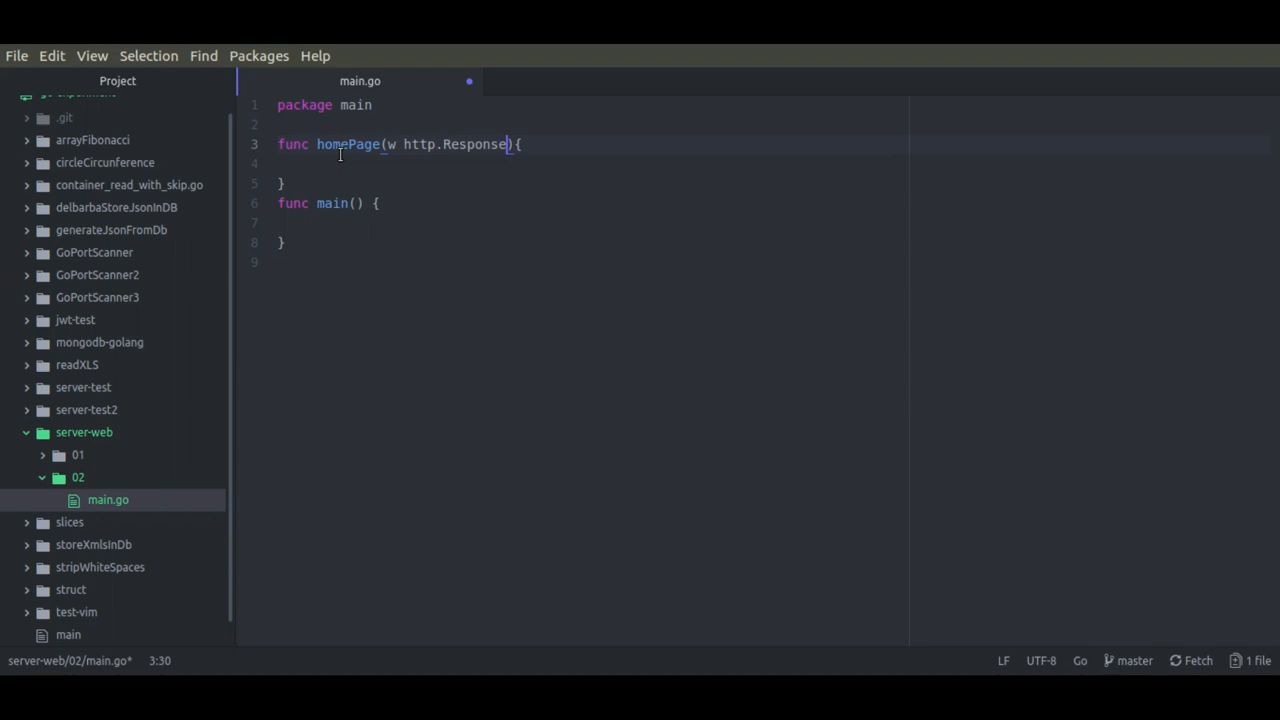 File Edit View Selection Find Packages Help
Project
main.go
.git
arrayFibonacci
circleCircunference
container_read_with_skip.go
delbarbaStoreJsonInDB
generateJsonFromDb
GoPortScanner
GoPortScanner2
GoPortScanner3
jwt-test
mongodb-golang
readXLS
server-test
server-test2
server-web
01
02
main.go
slices
storeXmlsInDb
stripWhiteSpaces
struct
test-vim
main
1 package main
2
3 func homePage(w http.Response){
4
5 }
6 func main() {
7
8 }
9
server-web/02/main.go* 3:30 LF UTF-8 Go master Fetch 1 file